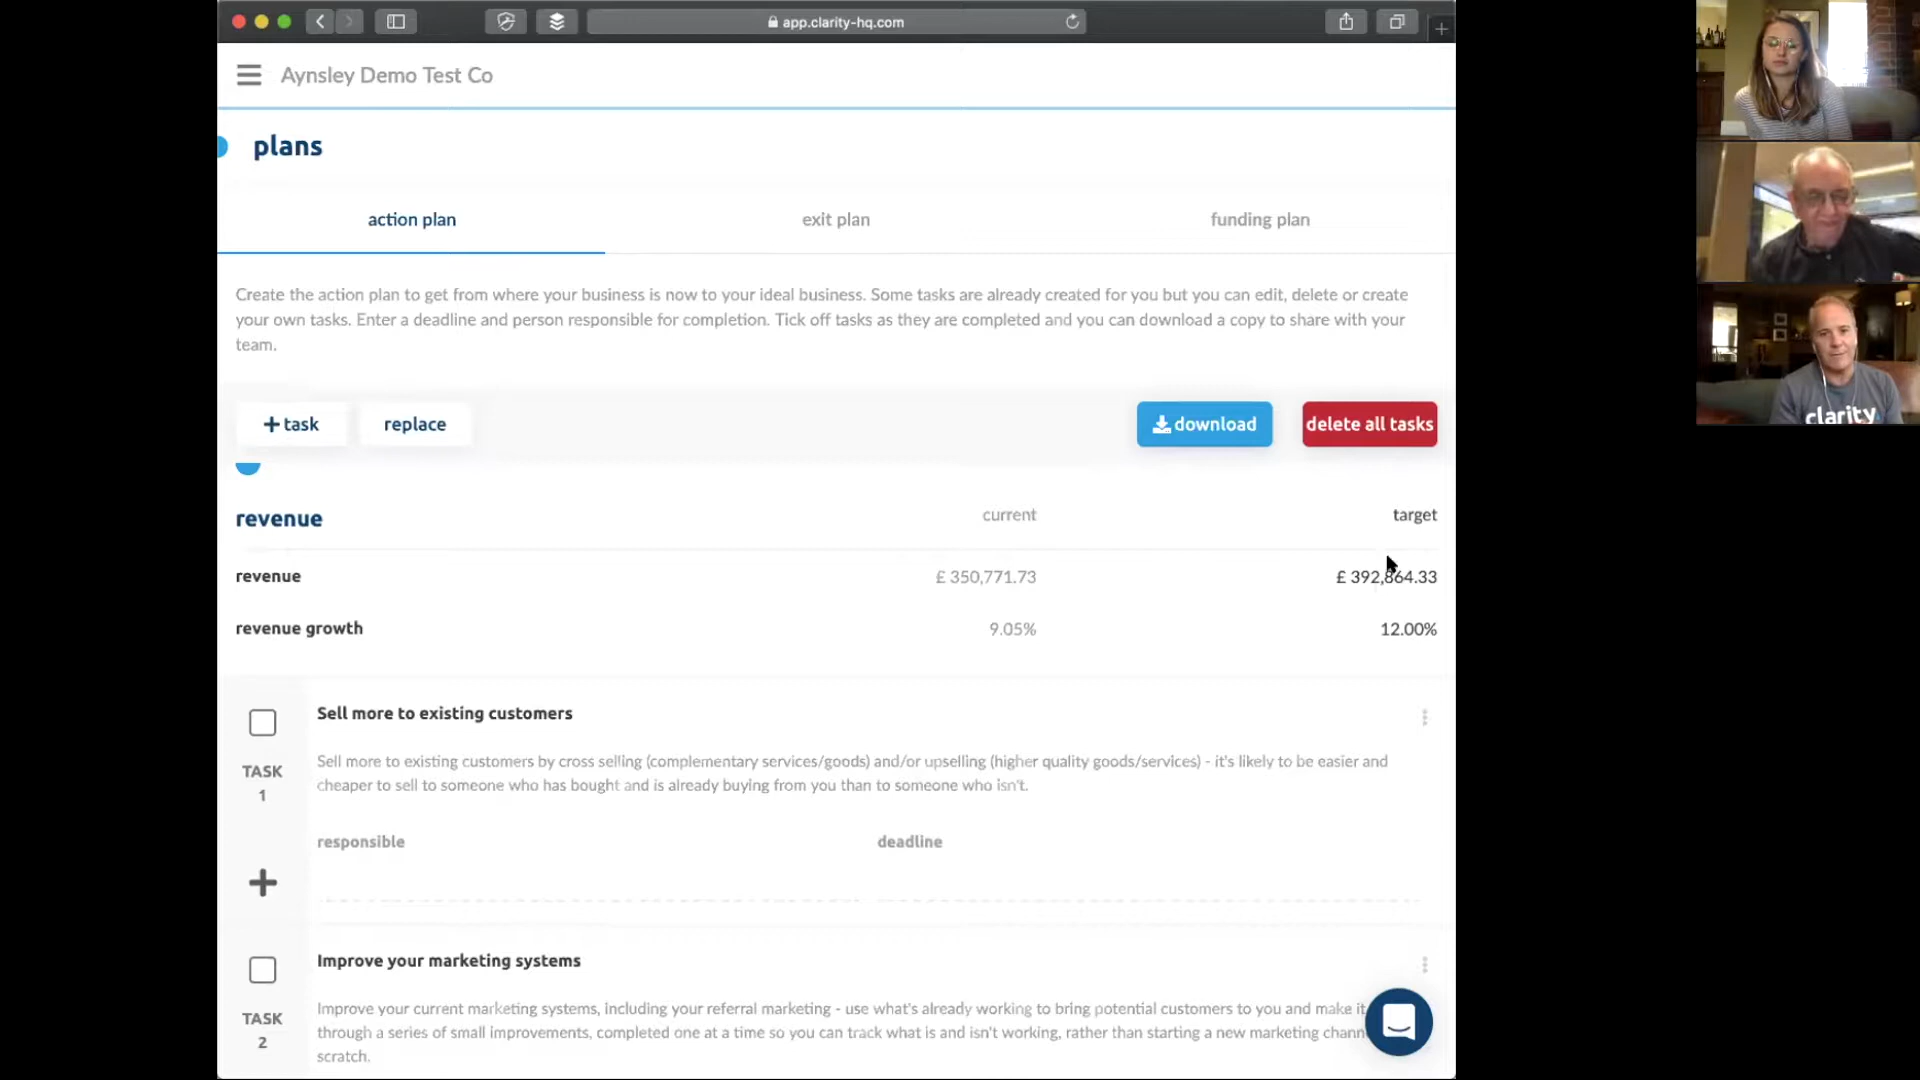 app.clarity-hq.com
Aynsley Demo Test Co
plans
action plan
exit plan
funding plan
Create the action plan to get from where your business is now to your ideal business. Some tasks are already created for you but you can edit, delete or create
your own tasks. Enter a deadline and person responsible for completion. Tick off tasks as they are completed and you can download a copy to share with your
team.
+ task
replace
download
delete all tasks
revenue
current
target
revenue
£ 350,771.73
£ 392,864.33
revenue growth
9.05%
12.00%
Sell more to existing customers
TASK
1
Sell more to existing customers by cross selling (complementary services/goods) and/or upselling (higher quality goods/services) - it's likely to be easier and
cheaper to sell to someone who has bought and is already buying from you than to someone who isn't.
responsible
deadline
Improve your marketing systems
TASK
2
Improve your current marketing systems, including your referral marketing - use what's already working to bring potential customers to you and make it
through a series of small improvements, completed one at a time so you can track what is and isn't working, rather than starting a new marketing
scratch.
clarity